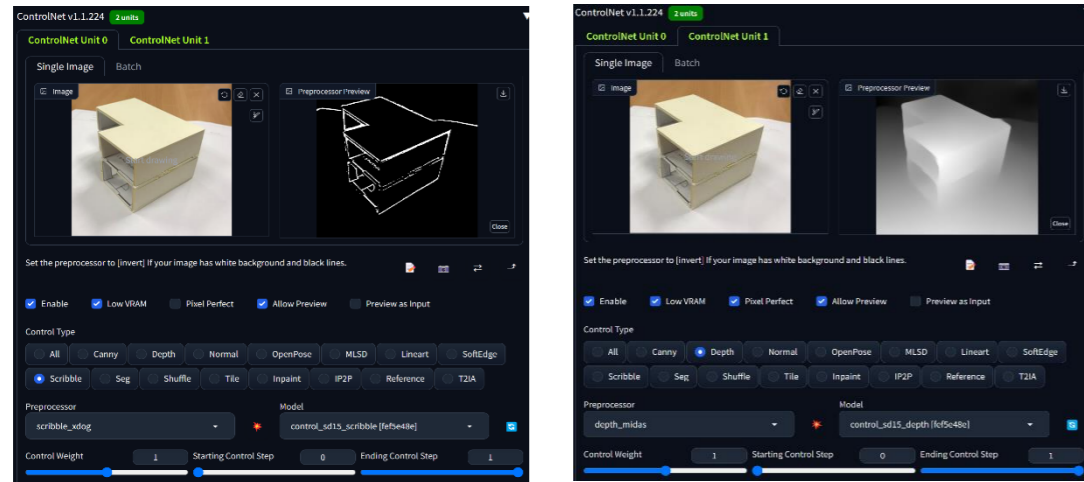 ControlNet v1.1.224 2 units
ControlNet Unit 0 ControlNet Unit 1
Single Image Batch
Image
Preprocessor Preview
Start drawing
Close
Set the preprocessor to [invert] If your image has white background and black lines.
Enable Low VRAM Pixel Perfect Allow Preview Preview as Input
Control Type
All Canny Depth Normal OpenPose MLSD Lineart SoftEdge
Scribble Seg Shuffle Tile Inpaint IP2P Reference T2IA
Preprocessor Model
scribble_xdog control_sd15_scribble [fef5e48e]
Control Weight 1 Starting Control Step 0 Ending Control Step 1
ControlNet v1.1.224 2 units
ControlNet Unit 0 ControlNet Unit 1
Single Image Batch
Image
Preprocessor Preview
Start drawing
Close
Set the preprocessor to [invert] If your image has white background and black lines.
Enable Low VRAM Pixel Perfect Allow Preview Preview as Input
Control Type
All Canny Depth Normal OpenPose MLSD Lineart SoftEdge
Scribble Seg Shuffle Tile Inpaint IP2P Reference T2IA
Preprocessor Model
depth_midas control_sd15_depth [fef5e48e]
Control Weight 1 Starting Control Step 0 Ending Control Step 1